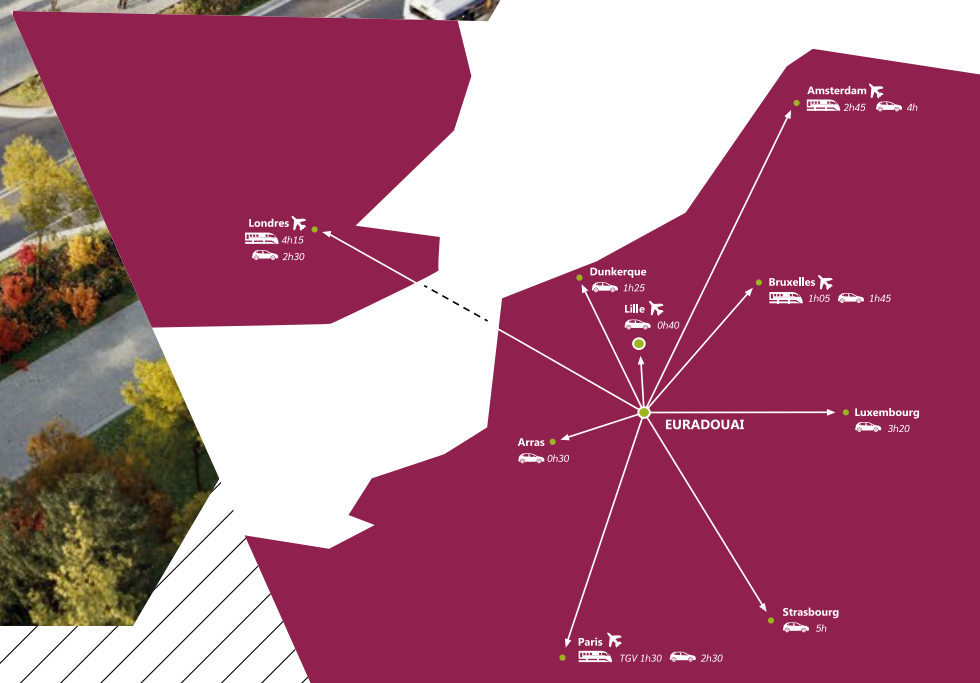 Amsterdam
2h45 4h
Londres
4h15
2h30
Dunkerque
1h25
Bruxelles
1h05 1h45
Lille
0h40
EURADOUAI
Luxembourg
3h20
Arras
0h30
Strasbourg
5h
Paris
TGV 1h30 2h30